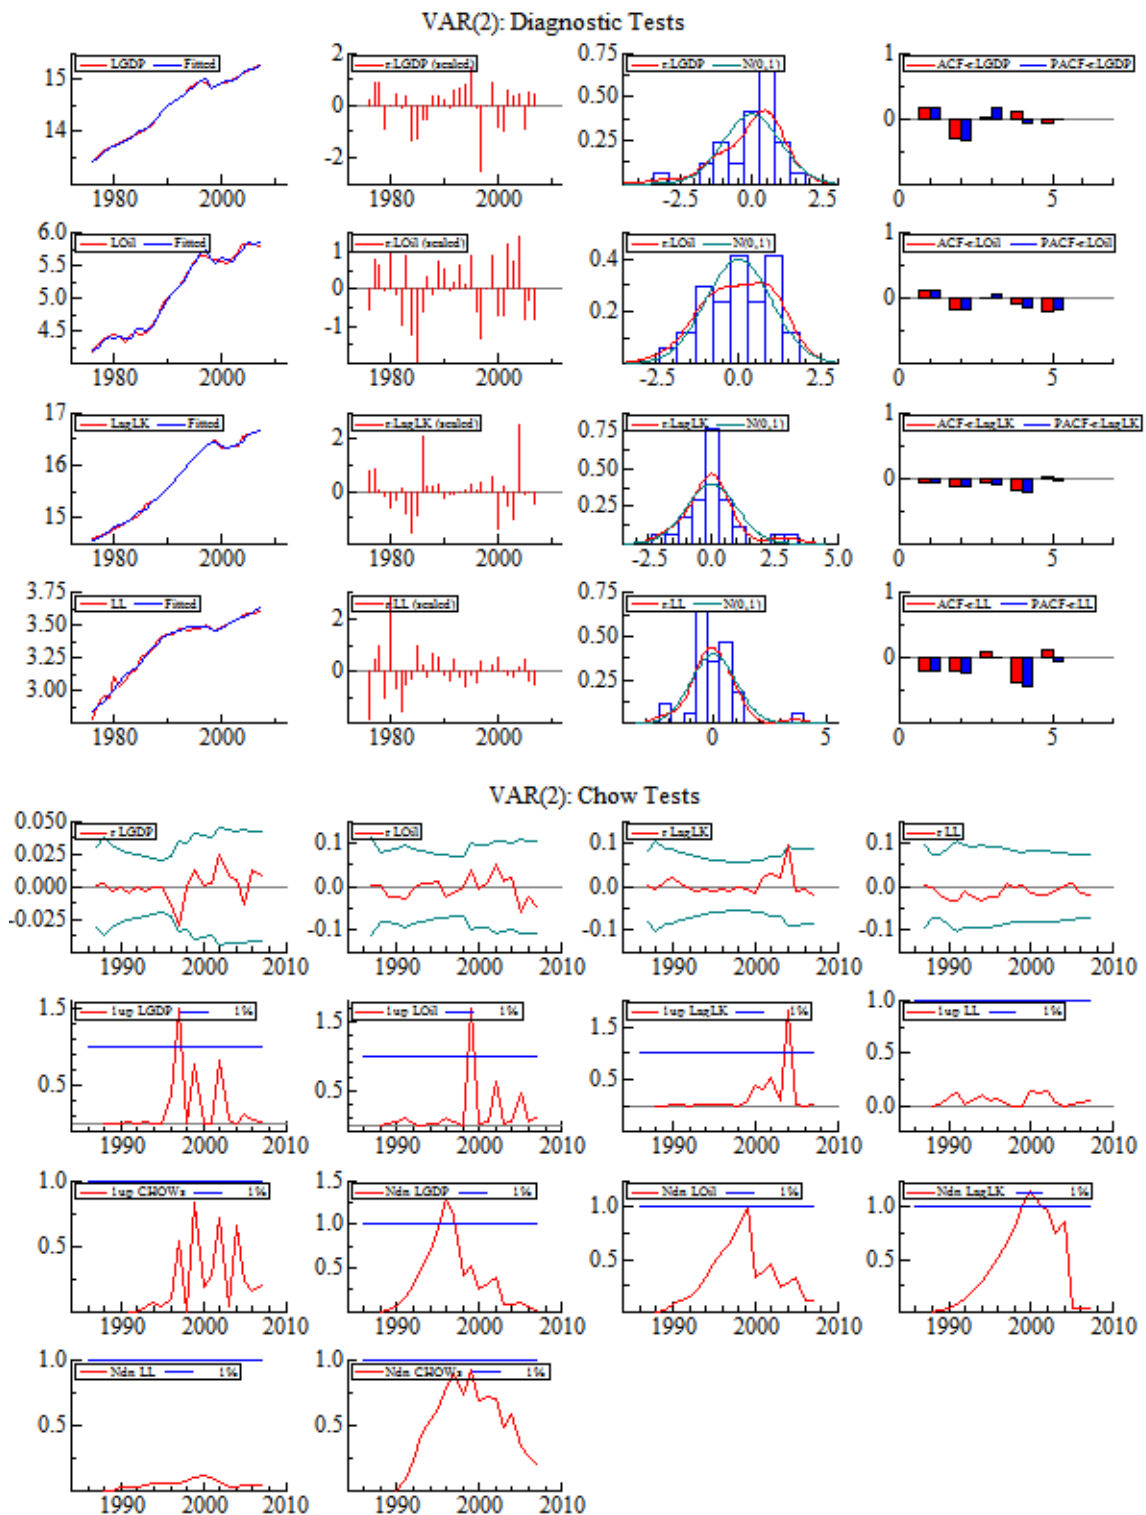 VAR(2): Diagnostic Tests
LGDP Fitted
15
14
1980 2000
r:LGDP (scaled)
2
0
-2
1980 2000
r:LGDP N(0,1)
0.75
0.50
0.25
-2.5 0.0 2.5
ACF-r:LGDP PACF-r:LGDP
1
0
0 5
LOil Fitted
6.0
5.5
5.0
4.5
1980 2000
r:LOil (scaled)
1
0
-1
1980 2000
r:LOil N(0,1)
0.4
0.2
-2.5 0.0 2.5
ACF-r:LOil PACF-r:LOil
1
0
0 5
LagLK Fitted
17
16
15
1980 2000
r:LagLK (scaled)
2
0
1980 2000
r:LagLK N(0,1)
0.75
0.50
0.25
-2.5 0.0 2.5 5.0
ACF-r:LagLK PACF-r:LagLK
1
0
0 5
LL Fitted
3.75
3.50
3.25
3.00
1980 2000
r:LL (scaled)
2
0
1980 2000
r:LL N(0,1)
0.75
0.50
0.25
0 5
ACF-r:LL PACF-r:LL
1
0
0 5
VAR(2): Chow Tests
r LGDP
0.050
0.025
0.000
-0.025
1990 2000 2010
r LOil
0.1
0.0
-0.1
1990 2000 2010
r LagLK
0.1
0.0
-0.1
1990 2000 2010
r LL
0.1
0.0
-0.1
1990 2000 2010
1up LGDP 1%
1.5
0.5
1990 2000 2010
1up LOil 1%
1.5
0.5
1990 2000 2010
1up LagLK 1%
1.5
0.5
1990 2000 2010
1up LL 1%
1.0
0.5
0.0
1990 2000 2010
1up CHOWs 1%
1.0
0.5
1990 2000 2010
Ndn LGDP 1%
1.5
1.0
0.5
1990 2000 2010
Ndn LOil 1%
1.0
0.5
1990 2000 2010
Ndn LagLK 1%
1.0
0.5
1990 2000 2010
Ndn LL 1%
1.0
0.5
1990 2000 2010
Ndn CHOWs 1%
1.0
0.5
1990 2000 2010